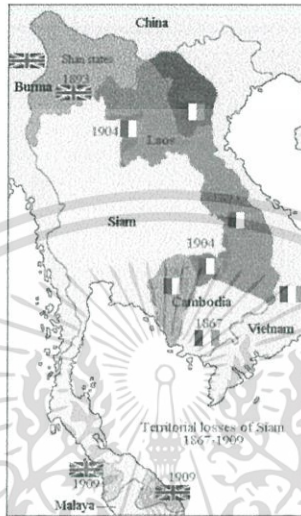 China
Shan states
1893
Burma
1904
Laos
Siam
1904
Cambodia
1867
Vietnam
Territorial losses of Siam
1867-1909
1909
1909
Malaya